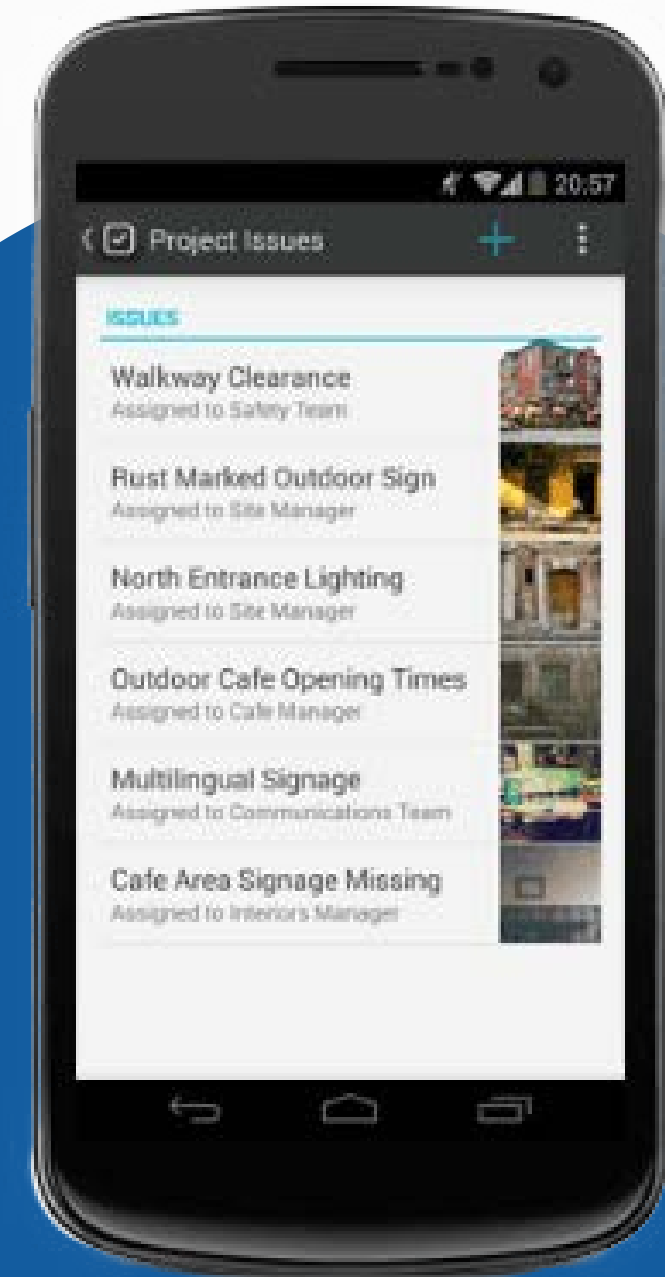 20:57
Project Issues
ISSUES
Walkway Clearance
Assigned to Safety Team
Rust Marked Outdoor Sign
Assigned to Site Manager
North Entrance Lighting
Assigned to Site Manager
Outdoor Cafe Opening Times
Assigned to Cafe Manager
Multilingual Signage
Assigned to Communications Team
Cafe Area Signage Missing
Assigned to Interiors Manager